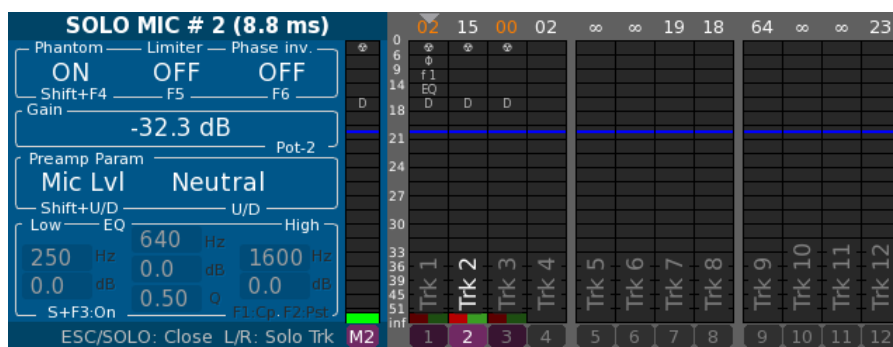 SOLO MIC # 2 (8.8 ms)
Phantom Limiter Phase inv.
ON OFF OFF
Shift+F4 F5 F6
Gain
-32.3 dB
Pot-2
Preamp Param
Mic Lvl Neutral
Shift+U/D U/D
Low EQ High
640 Hz
250 Hz 1600 Hz
0.0 dB
0.0 dB 0.0 dB
0.50 Q
S+F3:On F1:Cp, F2:Pst
ESC/SOLO: Close L/R: Solo Trk
D
M2
02 15 00 02 ∞ ∞ 19 18 64 ∞ ∞ 23
0
6
9
14
18
21
24
27
30
33
36
39
45
51
inf
Φ
f 1
EQ
D D D
Trk 1 Trk 2 Trk 3 Trk 4 Trk 5 Trk 6 Trk 7 Trk 8 Trk 9 Trk 10 Trk 11 Trk 12
1 2 3 4 5 6 7 8 9 10 11 12